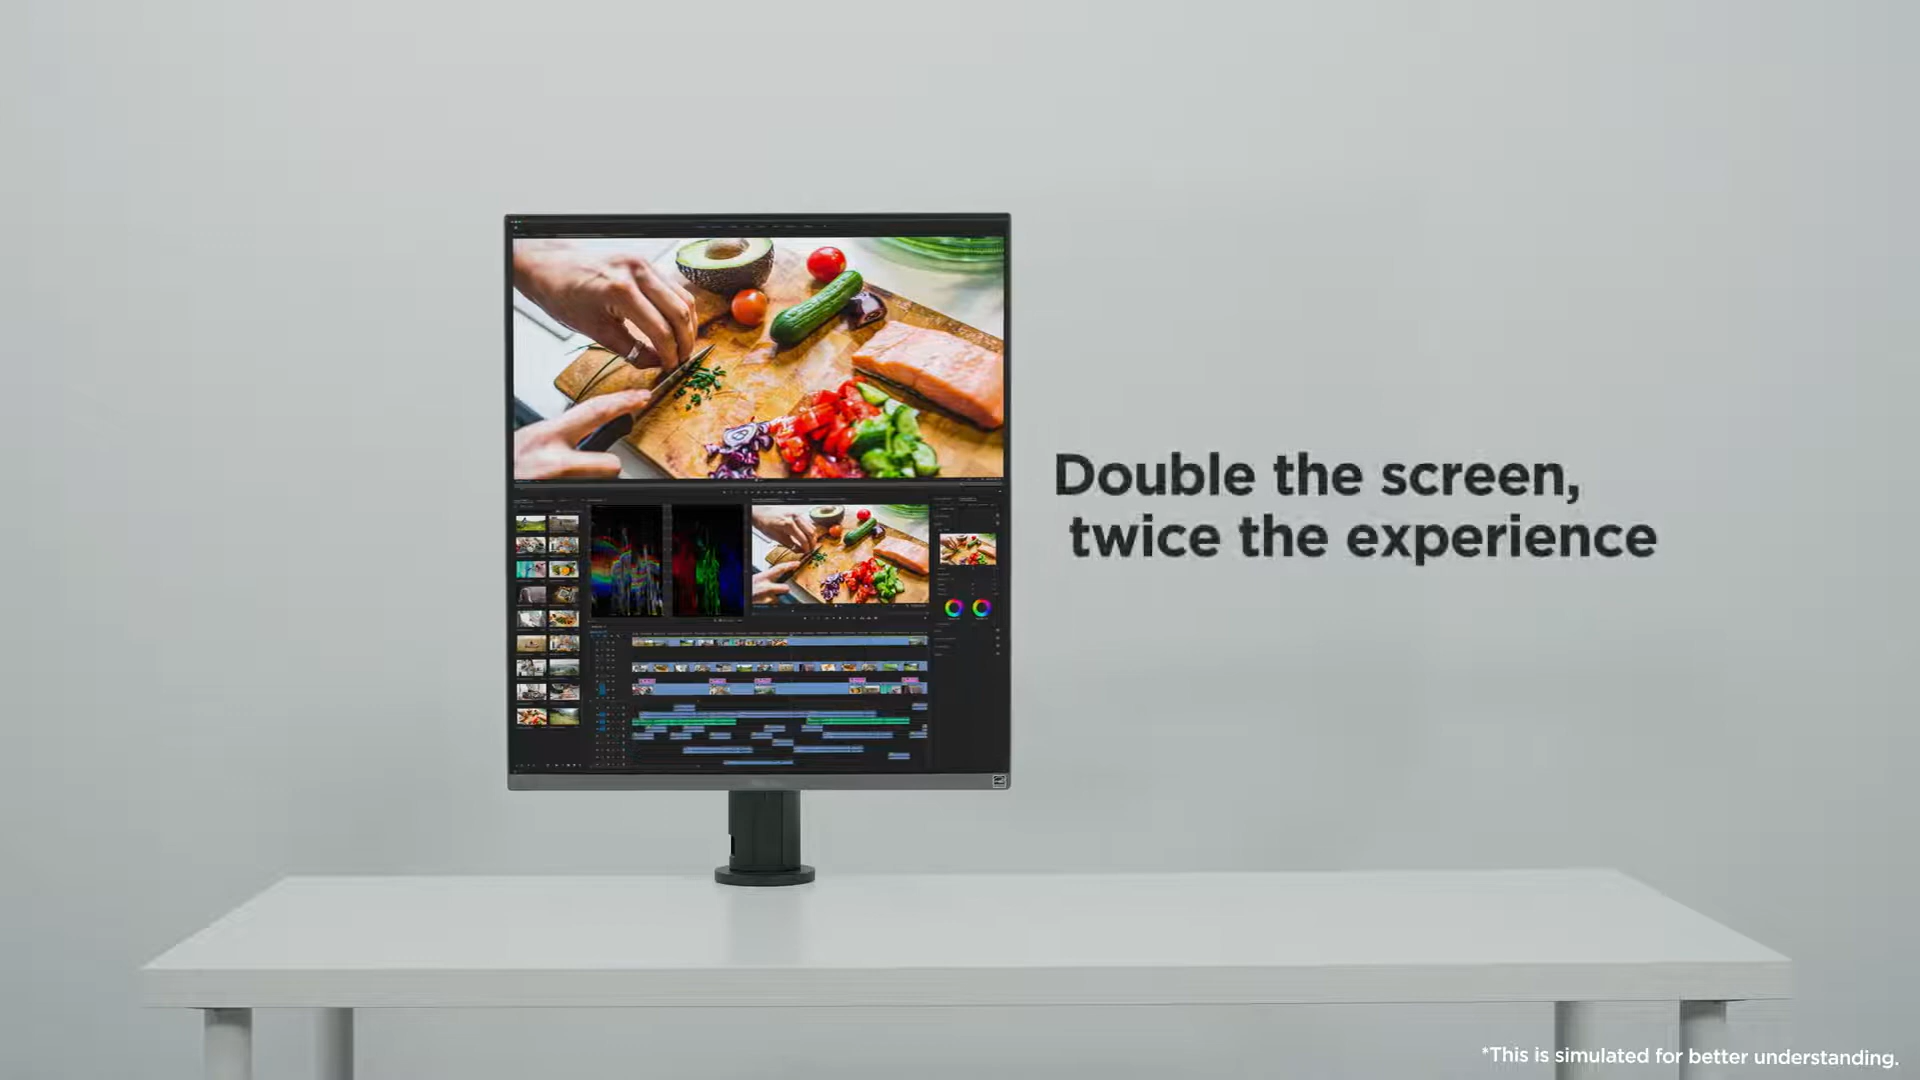 Double the screen,
twice the experience
*This is simulated for better understanding.